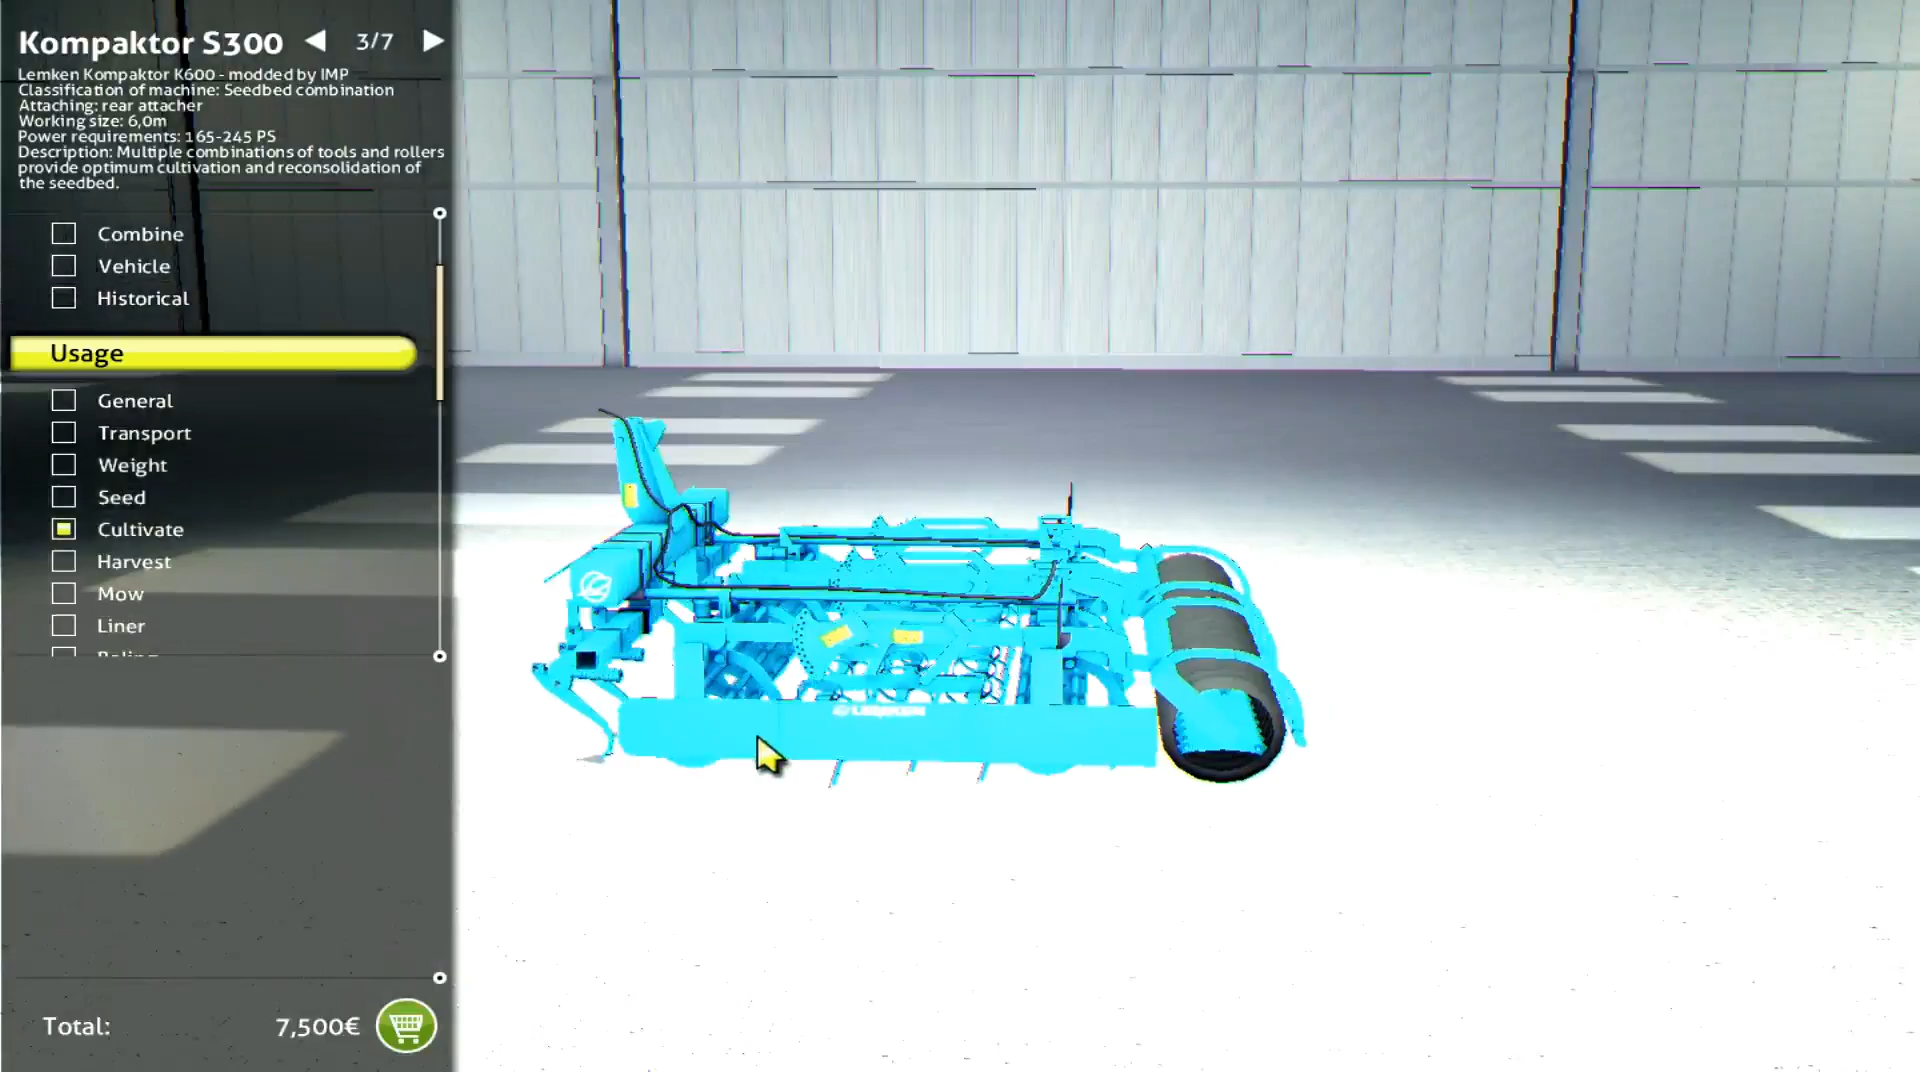 Kompaktor S300
3/7
Lemken Kompaktor K600 - modded by IMP
Classification of machine: Seedbed combination
Attaching: rear attacher
Working size: 6,0m
Power requirements: 165-245 PS
Description: Multiple combinations of tools and rollers
provide optimum cultivation and reconsolidation of
the seedbed.
Combine
Vehicle
Historical
Usage
General
Transport
Weight
Seed
Cultivate
Harvest
Mow
Liner
Total: 7,500€